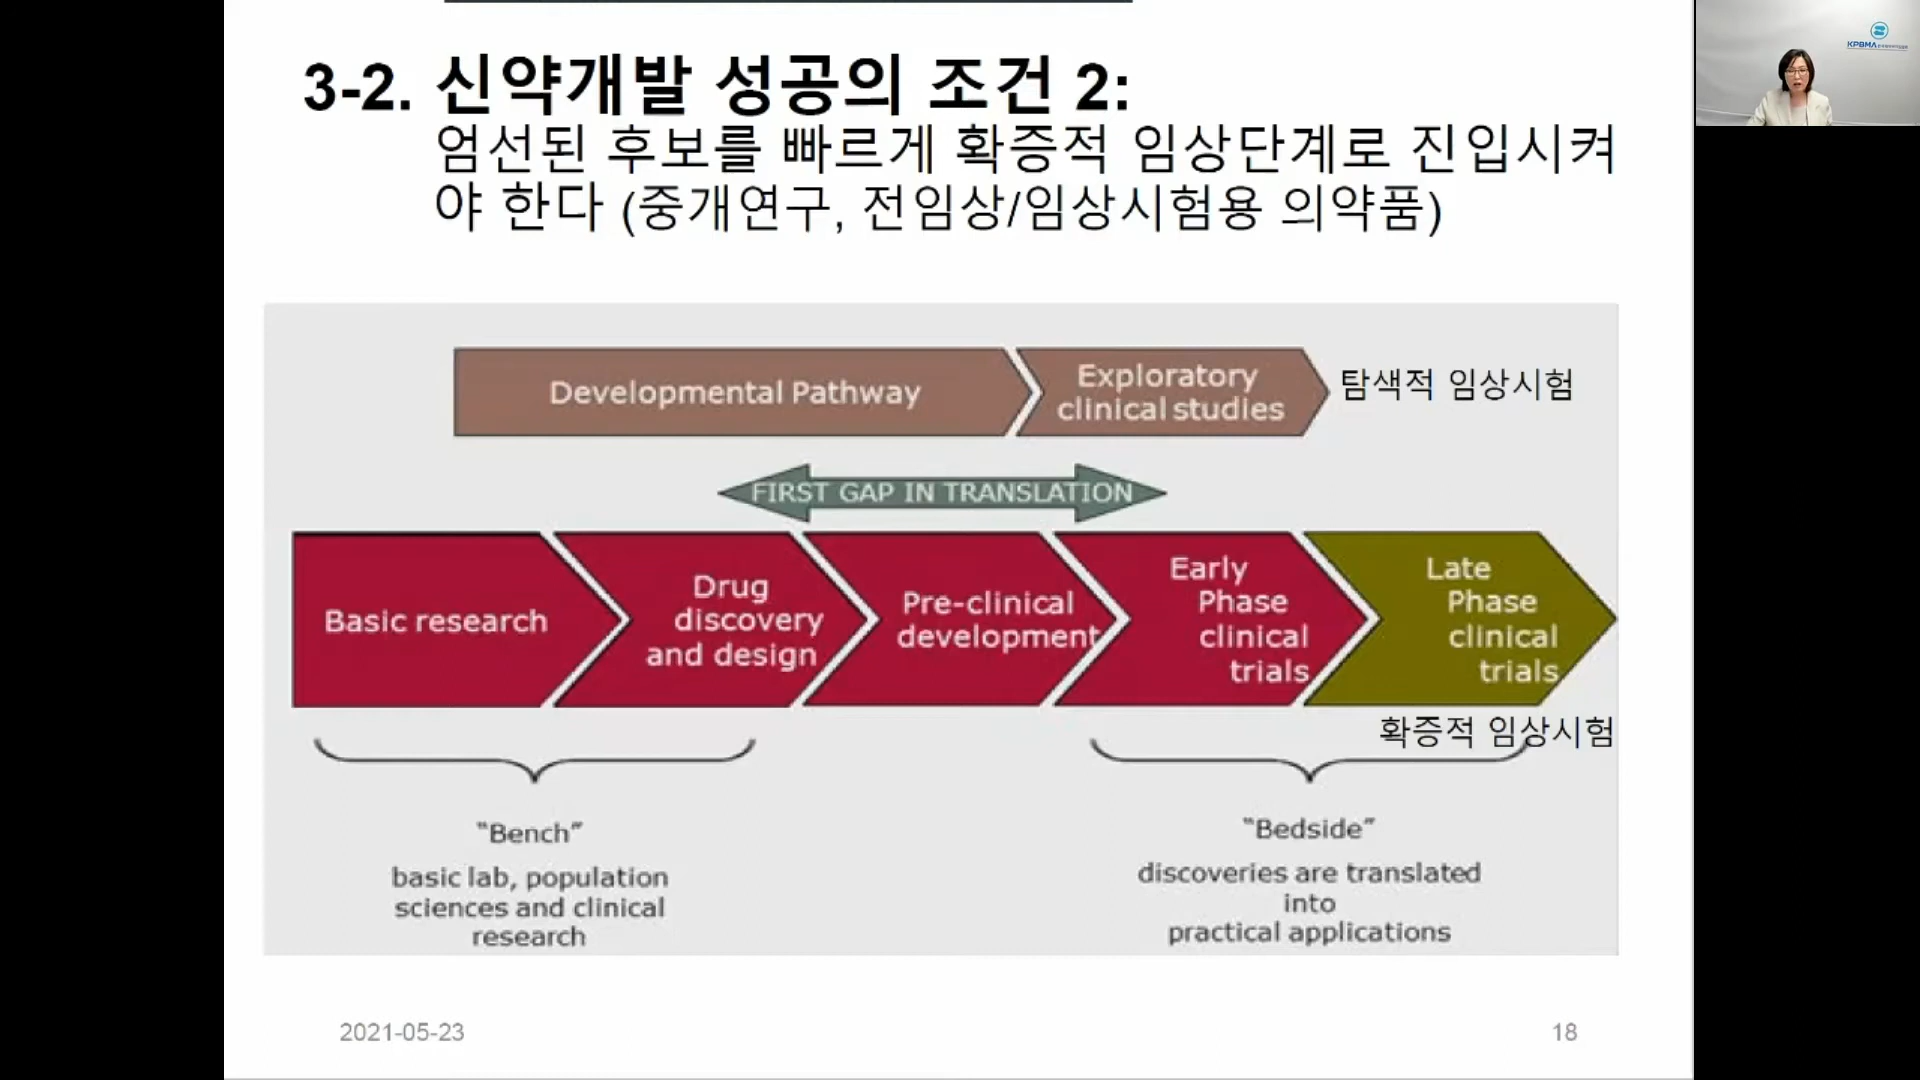 3-2. 신약개발 성공의 조건 2:
엄선된 후보를 빠르게 확증적 임상단계로 진입시켜
야 한다 (중개연구, 전임상/임상시험용 의약품)
KPBMA
Developmental Pathway
Exploratory
clinical studies
탐색적 임상시험
FIRST GAP IN TRANSLATION
Basic research
Drug
discovery
and design
Pre-clinical
development
Early
Phase
clinical
trials
Late
Phase
clinical
trials
확증적 임상시험
“Bench”
basic lab, population
sciences and clinical
research
“Bedside”
discoveries are translated
into
practical applications
2021-05-23
18